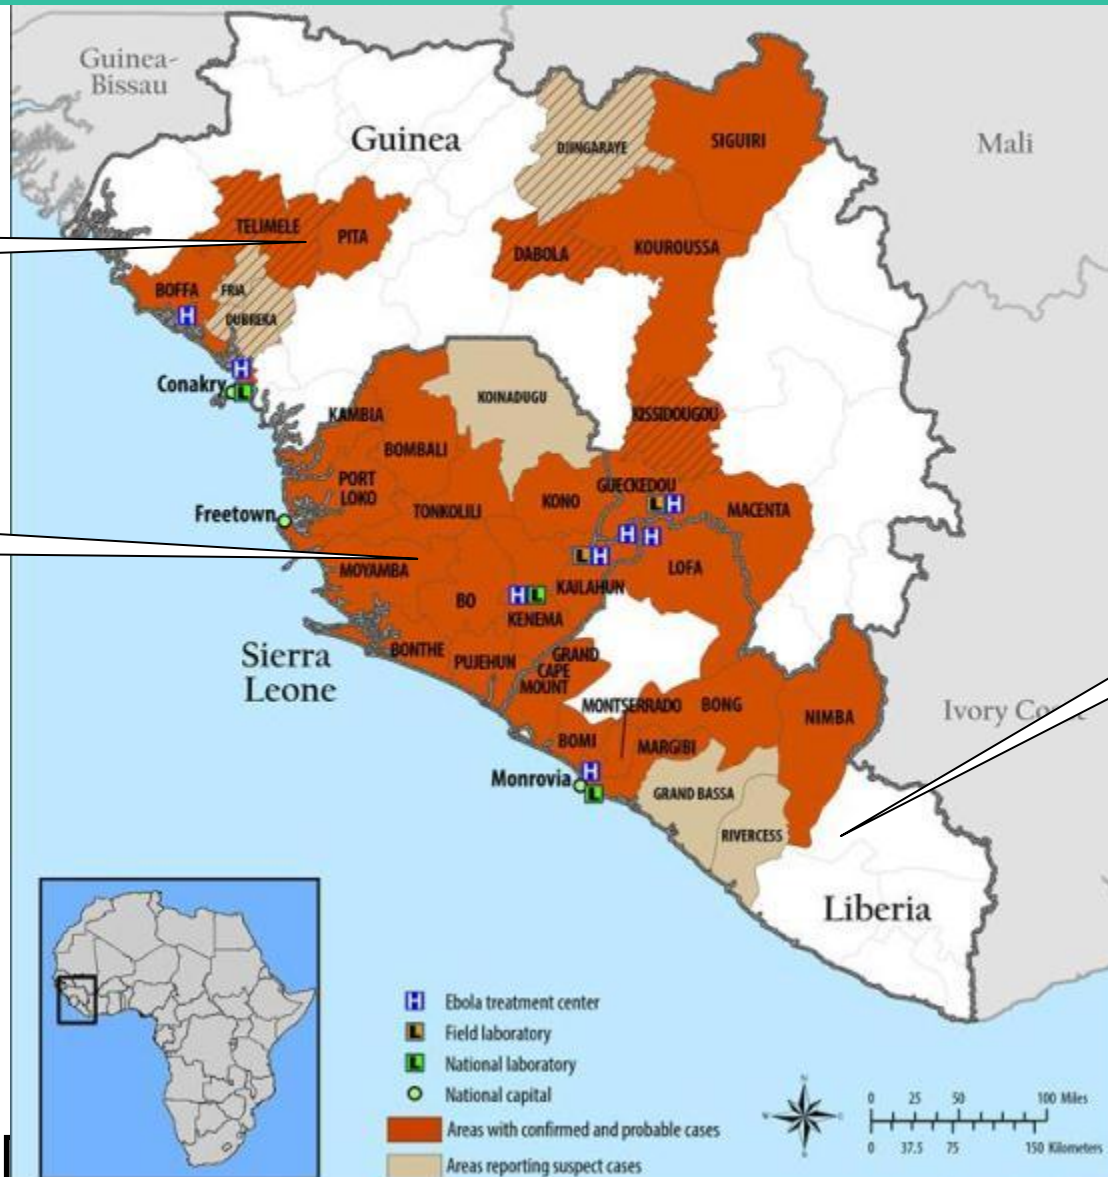 Guinea-
Bissau
Guinea
Mali
DJINGARAYE
SIGUIRI
TELIMELE
PITA
DABOLA
KOUROUSSA
BOFFA
FRIA
H
DUBREKA
H
Conakry
L
KOINADUGU
KAMBIA
KISSIDOUGOU
BOMBALI
PORT
LOKO
GUECKEDOU
KONO
L H
MACENTA
Freetown
TONKOLILI
H H
L H
MOYAMBA
LOFA
KAILAHUN
BO
H L
KENEMA
Sierra
Leone
BONTHE
PUJEHUN
GRAND
CAPE
MOUNT
MONTSERRADO
BONG
NIMBA
Ivory Coast
BOMI
MARGIBI
Monrovia
H
L
GRAND BASSA
RIVERCESS
Liberia
H Ebola treatment center
L Field laboratory
L National laboratory
National capital
Areas with confirmed and probable cases
Areas reporting suspect cases
N
W
S
0 25 50 100 Miles
0 37.5 75 150 Kilometers